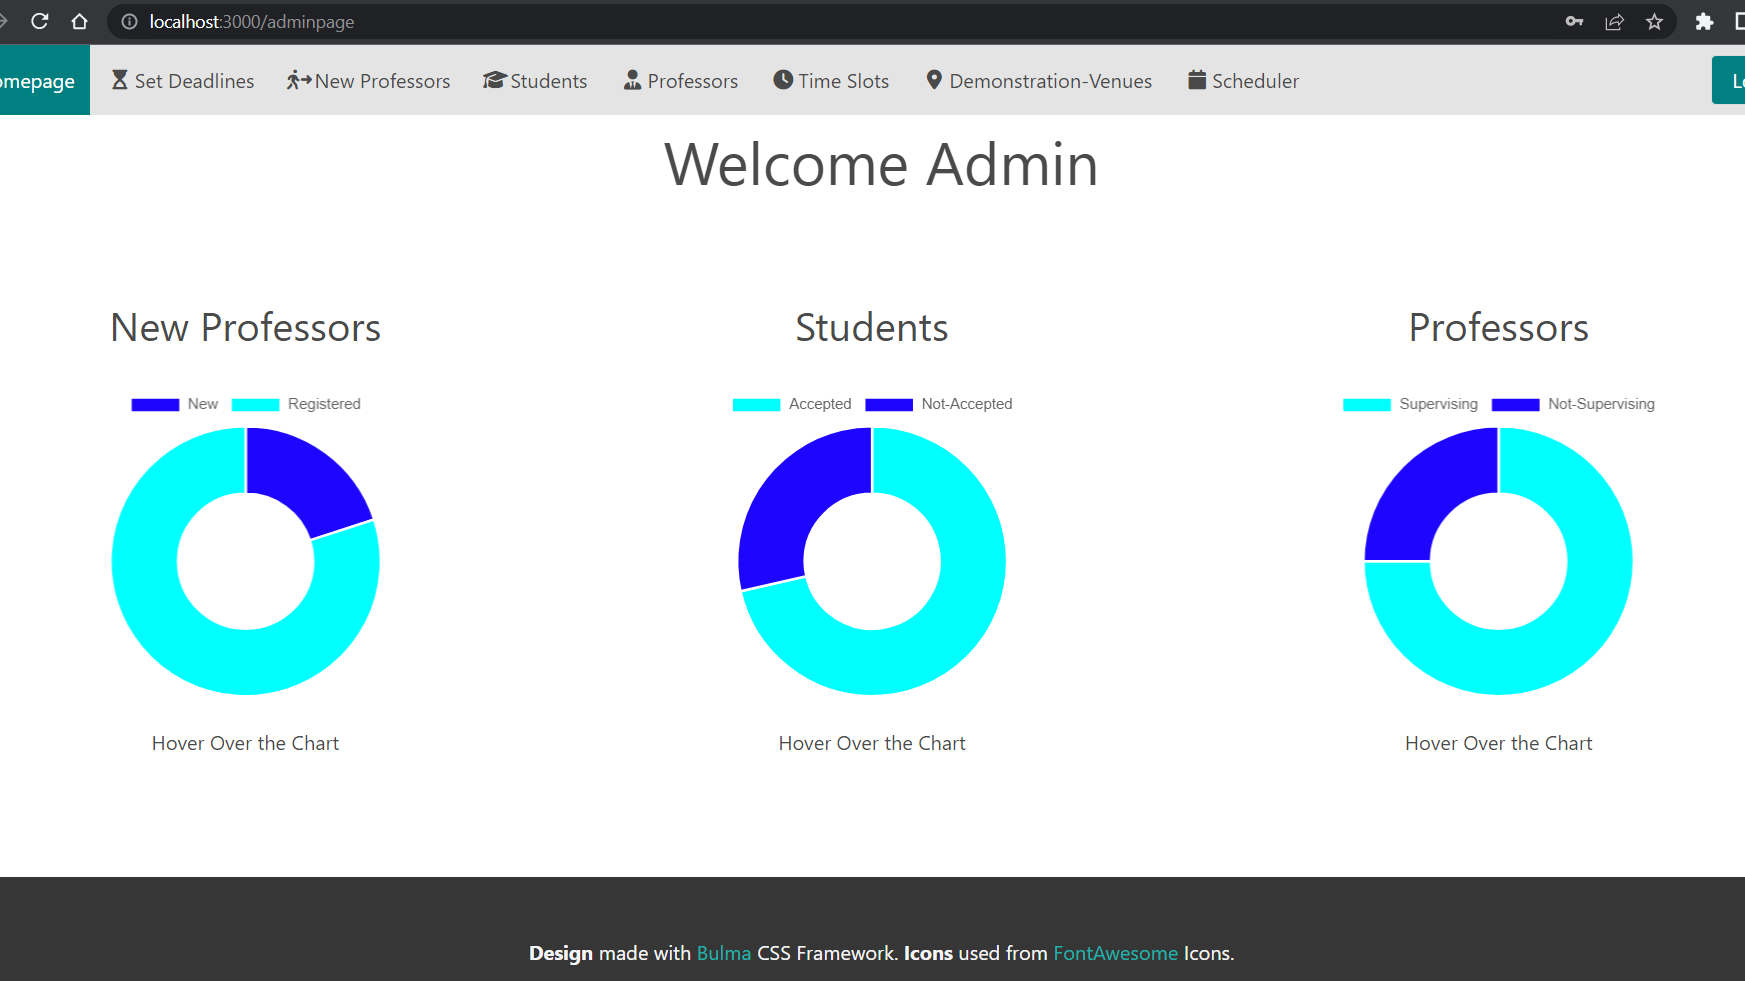 localhost:3000/adminpage
omepage Set Deadlines New Professors Students Professors Time Slots Demonstration-Venues Scheduler
Welcome Admin
New Professors Students Professors
New Registered Accepted Not-Accepted Supervising Not-Supervising
Hover Over the Chart Hover Over the Chart Hover Over the Chart
Design made with Bulma CSS Framework. Icons used from FontAwesome Icons.